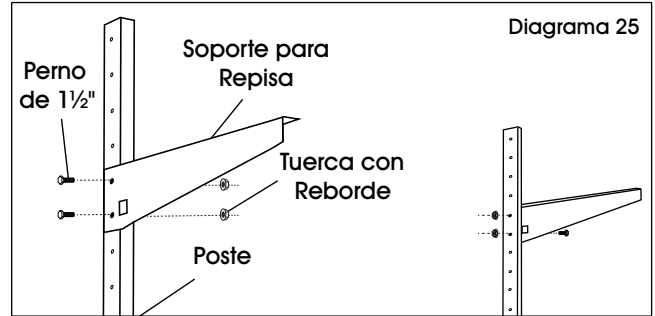 Diagrama 25
Soporte para
Repisa
Perno
de 1½"
Tuerca con
Reborde
Poste